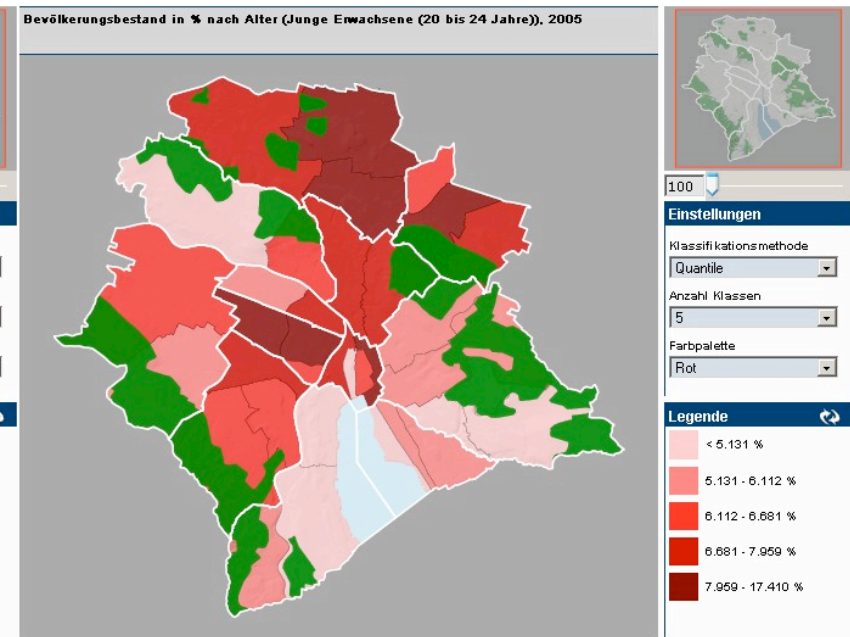 Bevölkerungsbestand in % nach Alter (Junge Erwachsene (20 bis 24 Jahre)), 2005
100
Einstellungen
Klassifikationsmethode
Quantile
Anzahl Klassen
5
Farbpalette
Rot
Legende
< 5.131 %
5.131 - 6.112 %
6.112 - 6.681 %
6.681 - 7.959 %
7.959 - 17.410 %